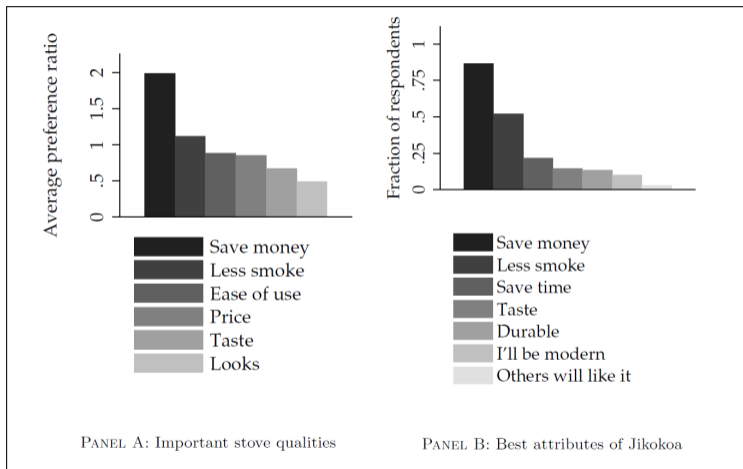 Average preference ratio
2
1.5
1
.5
0
Save money
Less smoke
Ease of use
Price
Taste
Looks
PANEL A: Important stove qualities
Fraction of respondents
1
.75
.5
.25
0
Save money
Less smoke
Save time
Taste
Durable
I'll be modern
Others will like it
PANEL B: Best attributes of Jikokoa